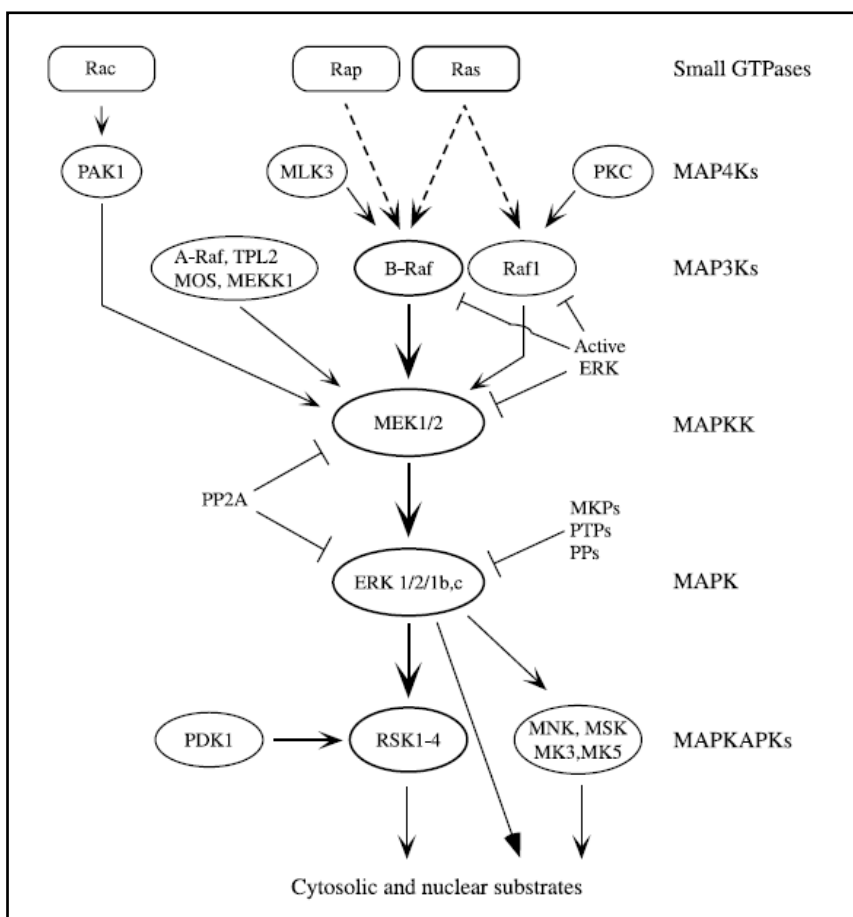 Rac
Rap
Ras
Small GTPases
PAK1
MLK3
PKC
MAP4Ks
A-Raf, TPL2
MOS, MEKK1
B-Raf
Raf1
MAP3Ks
Active
ERK
MEK1/2
MAPKK
PP2A
MKPs
PTPs
PPs
ERK 1/2/1b,c
MAPK
PDK1
RSK1-4
MNK, MSK
MK3,MK5
MAPKAPKs
Cytosolic and nuclear substrates